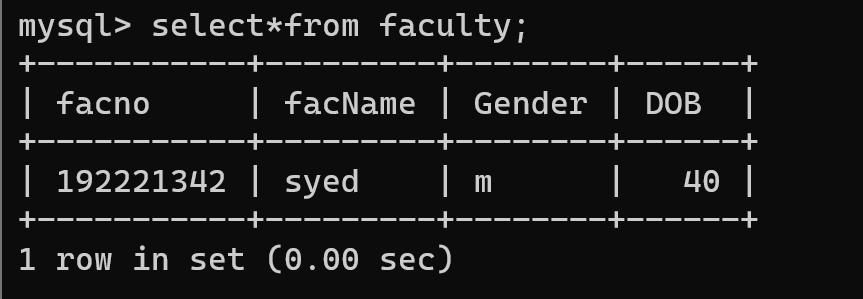 mysql> select*from faculty;
+-----------+---------+--------+------+
| facno     | facName | Gender | DOB  |
+-----------+---------+--------+------+
| 192221342 | syed    | m      |   40 |
+-----------+---------+--------+------+
1 row in set (0.00 sec)